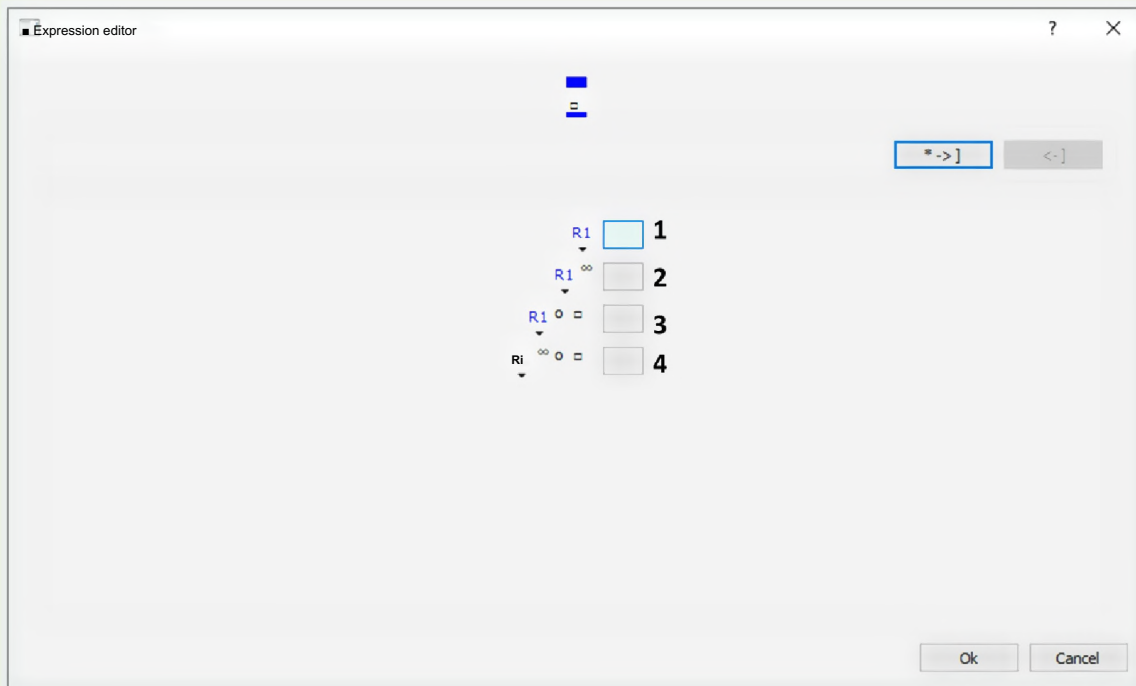 Expression editor ?
□
*->] <-]
R1 1
R1 ∞ 2
R1 O □ 3
Ri ∞ O □ 4
Ok Cancel